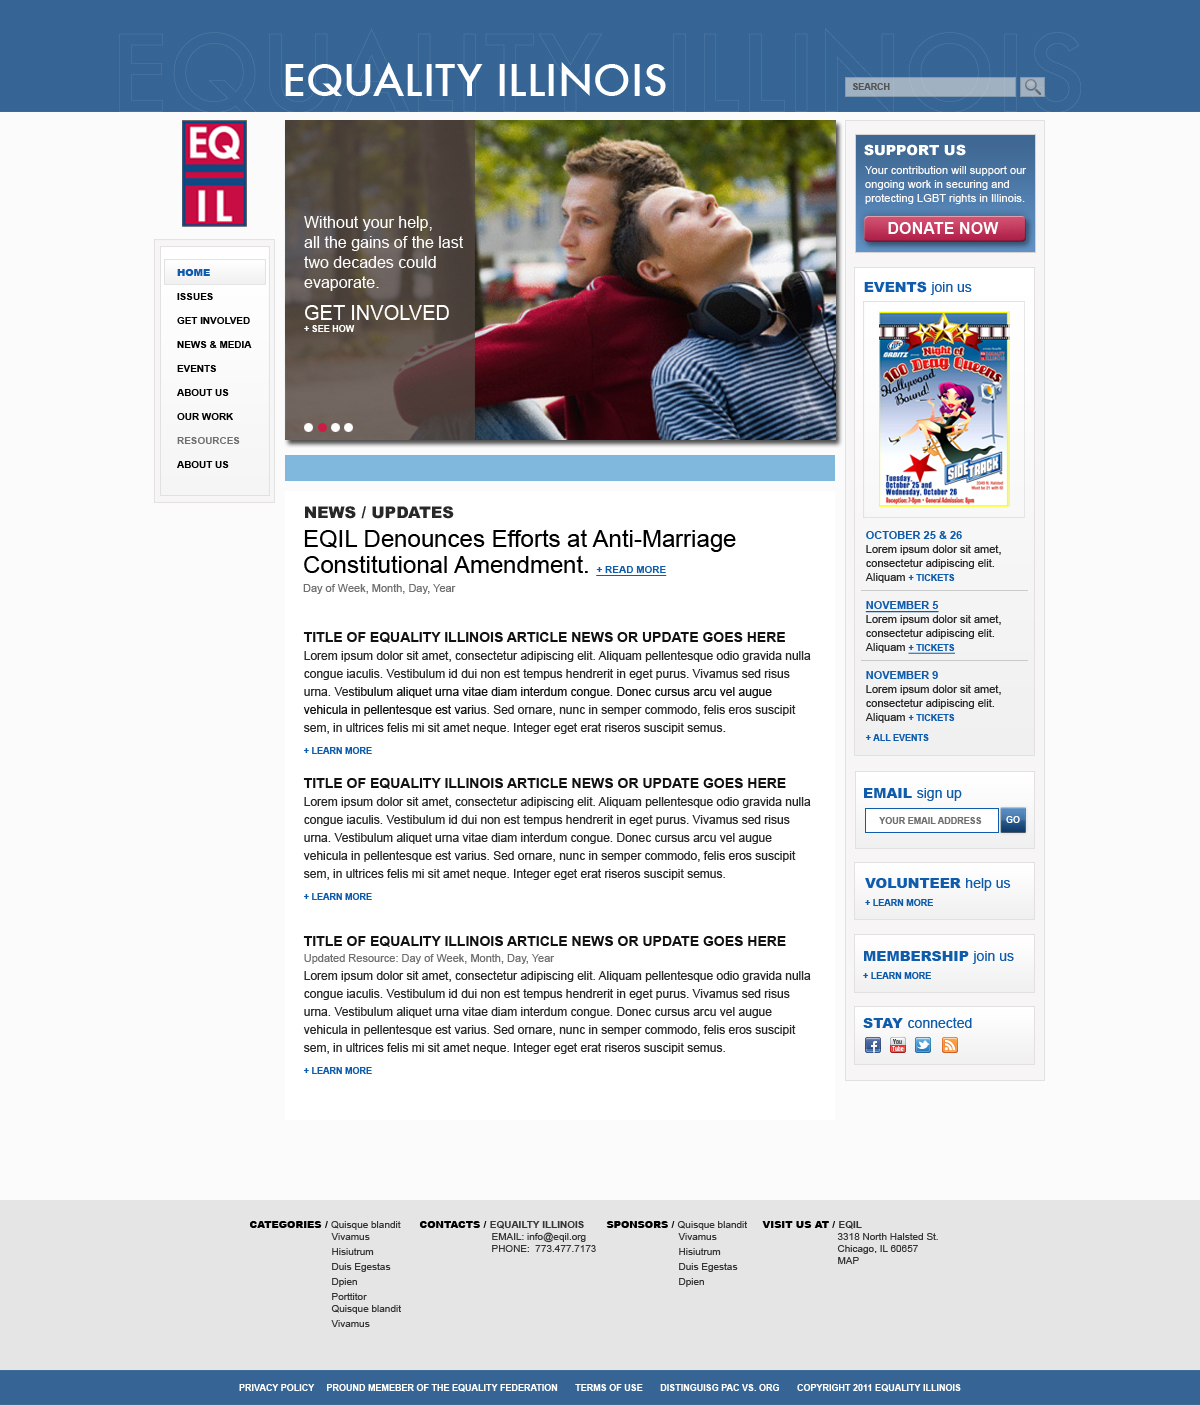 EQUALITY ILLINOIS
EQUALITY ILLINOIS
SEARCH
EQ
IL
HOME
ISSUES
GET INVOLVED
NEWS & MEDIA
EVENTS
ABOUT US
OUR WORK
RESOURCES
ABOUT US
Without your help,
all the gains of the last
two decades could
evaporate.
GET INVOLVED
+ SEE HOW
NEWS / UPDATES
EQIL Denounces Efforts at Anti-Marriage
Constitutional Amendment. + READ MORE
Day of Week, Month, Day, Year
TITLE OF EQUALITY ILLINOIS ARTICLE NEWS OR UPDATE GOES HERE
Lorem ipsum dolor sit amet, consectetur adipiscing elit. Aliquam pellentesque odio gravida nulla
congue iaculis. Vestibulum id dui non est tempus hendrerit in eget purus. Vivamus sed risus
urna. Vestibulum aliquet urna vitae diam interdum congue. Donec cursus arcu vel augue
vehicula in pellentesque est varius. Sed ornare, nunc in semper commodo, felis eros suscipit
sem, in ultrices felis mi sit amet neque. Integer eget erat riseros suscipit semus.
+ LEARN MORE
TITLE OF EQUALITY ILLINOIS ARTICLE NEWS OR UPDATE GOES HERE
Lorem ipsum dolor sit amet, consectetur adipiscing elit. Aliquam pellentesque odio gravida nulla
congue iaculis. Vestibulum id dui non est tempus hendrerit in eget purus. Vivamus sed risus
urna. Vestibulum aliquet urna vitae diam interdum congue. Donec cursus arcu vel augue
vehicula in pellentesque est varius. Sed ornare, nunc in semper commodo, felis eros suscipit
sem, in ultrices felis mi sit amet neque. Integer eget erat riseros suscipit semus.
+ LEARN MORE
TITLE OF EQUALITY ILLINOIS ARTICLE NEWS OR UPDATE GOES HERE
Updated Resource: Day of Week, Month, Day, Year
Lorem ipsum dolor sit amet, consectetur adipiscing elit. Aliquam pellentesque odio gravida nulla
congue iaculis. Vestibulum id dui non est tempus hendrerit in eget purus. Vivamus sed risus
urna. Vestibulum aliquet urna vitae diam interdum congue. Donec cursus arcu vel augue
vehicula in pellentesque est varius. Sed ornare, nunc in semper commodo, felis eros suscipit
sem, in ultrices felis mi sit amet neque. Integer eget erat riseros suscipit semus.
+ LEARN MORE
SUPPORT US
Your contribution will support our
ongoing work in securing and
protecting LGBT rights in Illinois.
DONATE NOW
EVENTS join us
GRBITZ
Night of
100 Drag Queens
Hollywood
Bound!
SIDETRACK
Tuesday,
October 25 and
Wednesday, October 26
Reception: 7-8pm • General Admission: 8pm
OCTOBER 25 & 26
Lorem ipsum dolor sit amet,
consectetur adipiscing elit.
Aliquam + TICKETS
NOVEMBER 5
Lorem ipsum dolor sit amet,
consectetur adipiscing elit.
Aliquam + TICKETS
NOVEMBER 9
Lorem ipsum dolor sit amet,
consectetur adipiscing elit.
Aliquam + TICKETS
+ ALL EVENTS
EMAIL sign up
YOUR EMAIL ADDRESS GO
VOLUNTEER help us
+ LEARN MORE
MEMBERSHIP join us
+ LEARN MORE
STAY connected
You
Tube
CATEGORIES / Quisque blandit
Vivamus
Hisiutrum
Duis Egestas
Dpien
Porttitor
Quisque blandit
Vivamus
CONTACTS / EQUAILTY ILLINOIS
EMAIL: info@eqil.org
PHONE: 773.477.7173
SPONSORS / Quisque blandit
Vivamus
Hisiutrum
Duis Egestas
Dpien
VISIT US AT / EQIL
3318 North Halsted St.
Chicago, IL 60657
MAP
PRIVACY POLICY PROUND MEMEBER OF THE EQUALITY FEDERATION TERMS OF USE DISTINGUISG PAC VS. ORG COPYRIGHT 2011 EQUALITY ILLINOIS